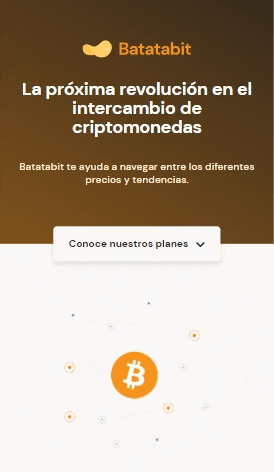 Batatabit
La próxima revolución en el
intercambio de
criptomonedas
Batatabit te ayuda a navegar entre los diferentes
precios y tendencias.
Conoce nuestros planes